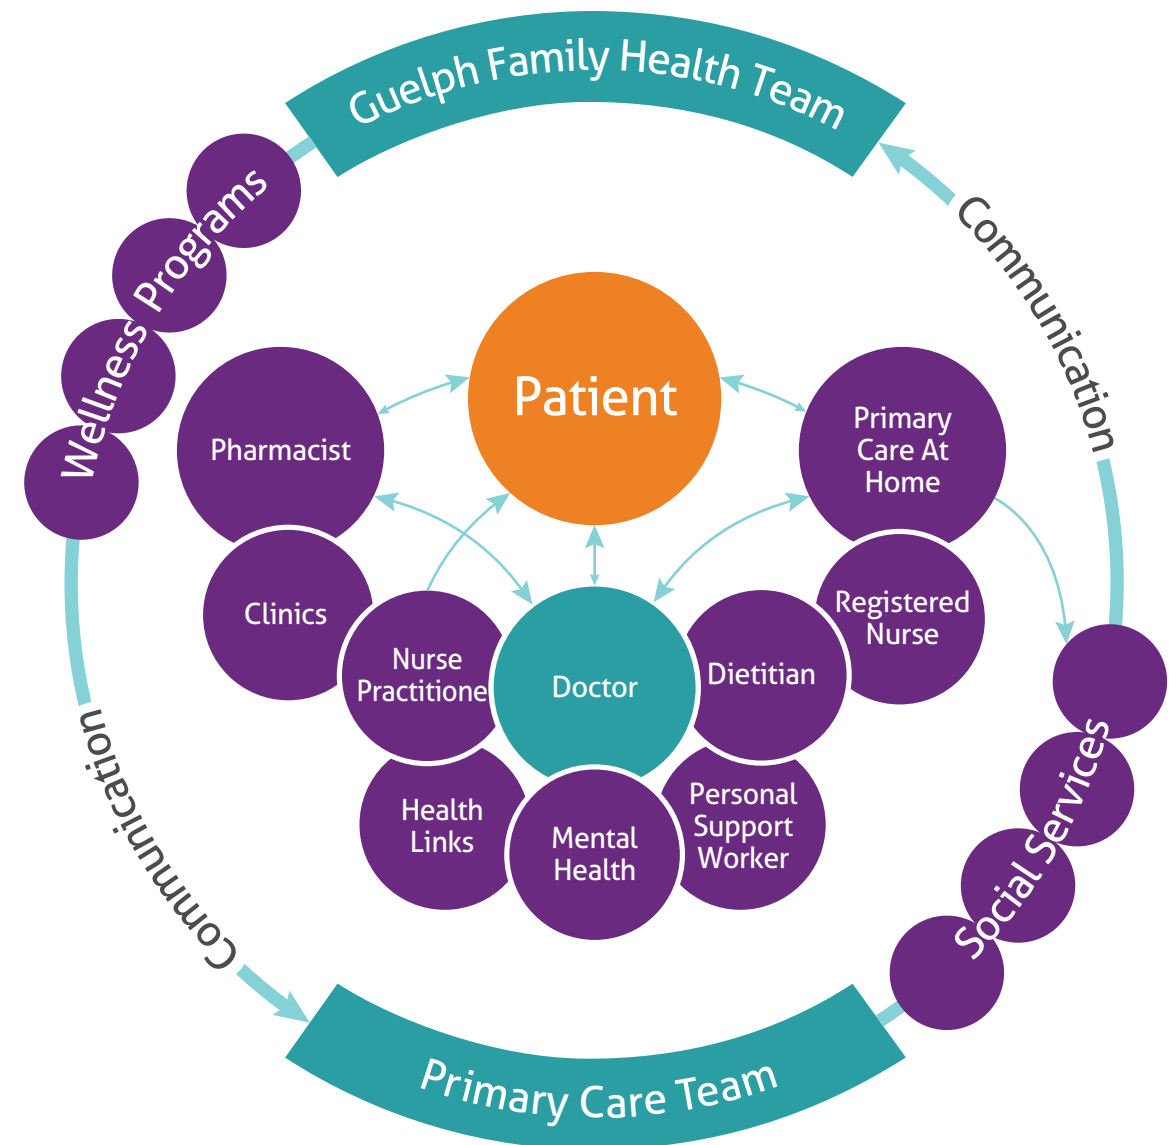 Guelph Family Health Team
Wellness Programs
Communication
Patient
Pharmacist
Primary
Care At
Home
Clinics
Registered
Nurse
Nurse
Practitione
Doctor
Dietitian
Health
Links
Mental
Health
Personal
Support
Worker
Social Services
Communication
Primary Care Team